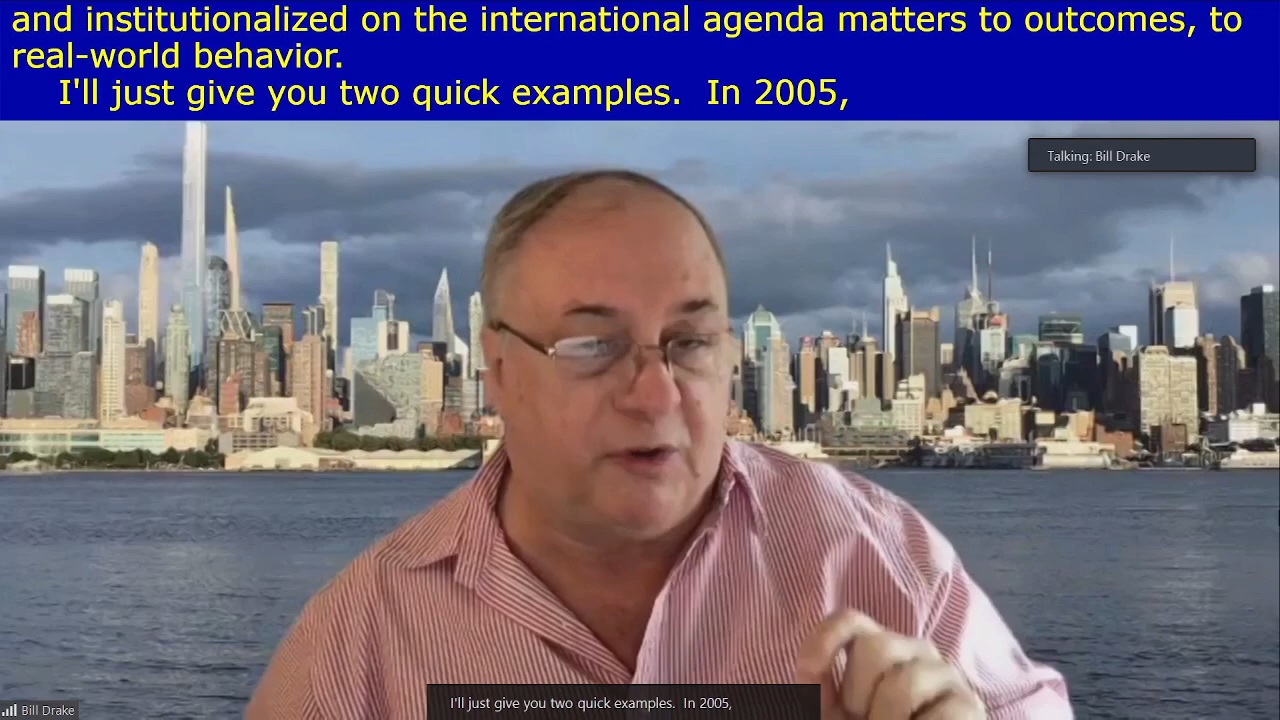 and institutionalized on the international agenda matters to outcomes, to
real-world behavior.
I'll just give you two quick examples.  In 2005,
Talking: Bill Drake
I'll just give you two quick examples.  In 2005,
Bill Drake